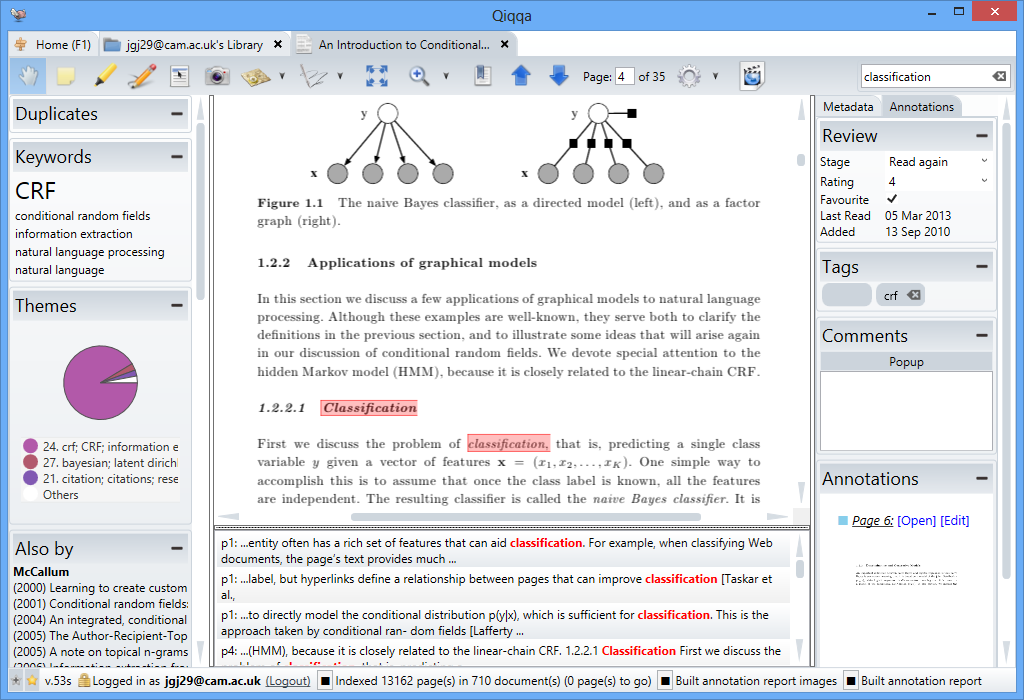 Qiqqa
Home (F1)
jgj29@cam.ac.uk's Library
An Introduction to Conditional...
Page: 4 of 35
classification
Duplicates
Keywords
CRF
conditional random fields
information extraction
natural language processing
natural language
Themes
24. crf; CRF; information e
27. bayesian; latent dirichl
21. citation; citations; rese
Others
Also by
McCallum
(2000) Learning to create custom
(2001) Conditional random fields:
(2004) An integrated, conditional
(2005) The Author-Recipient-Top
(2005) A note on topical n-grams
(2006) Information extraction fro
y
x
y
x
Figure 1.1 The naive Bayes classifier, as a directed model (left), and as a factor
graph (right).
1.2.2 Applications of graphical models
In this section we discuss a few applications of graphical models to natural language
processing. Although these examples are well-known, they serve both to clarify the
definitions in the previous section, and to illustrate some ideas that will arise again
in our discussion of conditional random fields. We devote special attention to the
hidden Markov model (HMM), because it is closely related to the linear-chain CRF.
1.2.2.1 Classification
First we discuss the problem of classification, that is, predicting a single class
variable y given a vector of features x = (x1, x2, . . . , xK). One simple way to
accomplish this is to assume that once the class label is known, all the features
are independent. The resulting classifier is called the naive Bayes classifier. It is
p1: ...entity often has a rich set of features that can aid classification. For example, when classifying Web
documents, the page's text provides much ...
p1: ...label, but hyperlinks define a relationship between pages that can improve classification [Taskar et
al.,
p1: ...to directly model the conditional distribution p(y|x), which is sufficient for classification. This is the
approach taken by conditional ran- dom fields [Lafferty ...
p4: ...(HMM), because it is closely related to the linear-chain CRF. 1.2.2.1 Classification First we discuss the
Metadata
Annotations
Review
Stage Read again
Rating 4
Favourite
Last Read 05 Mar 2013
Added 13 Sep 2010
Tags
crf
Comments
Popup
Annotations
Page 6: [Open] [Edit]
v.53s
Logged in as jgj29@cam.ac.uk (Logout)
Indexed 13162 page(s) in 710 document(s) (0 page(s) to go)
Built annotation report images
Built annotation report